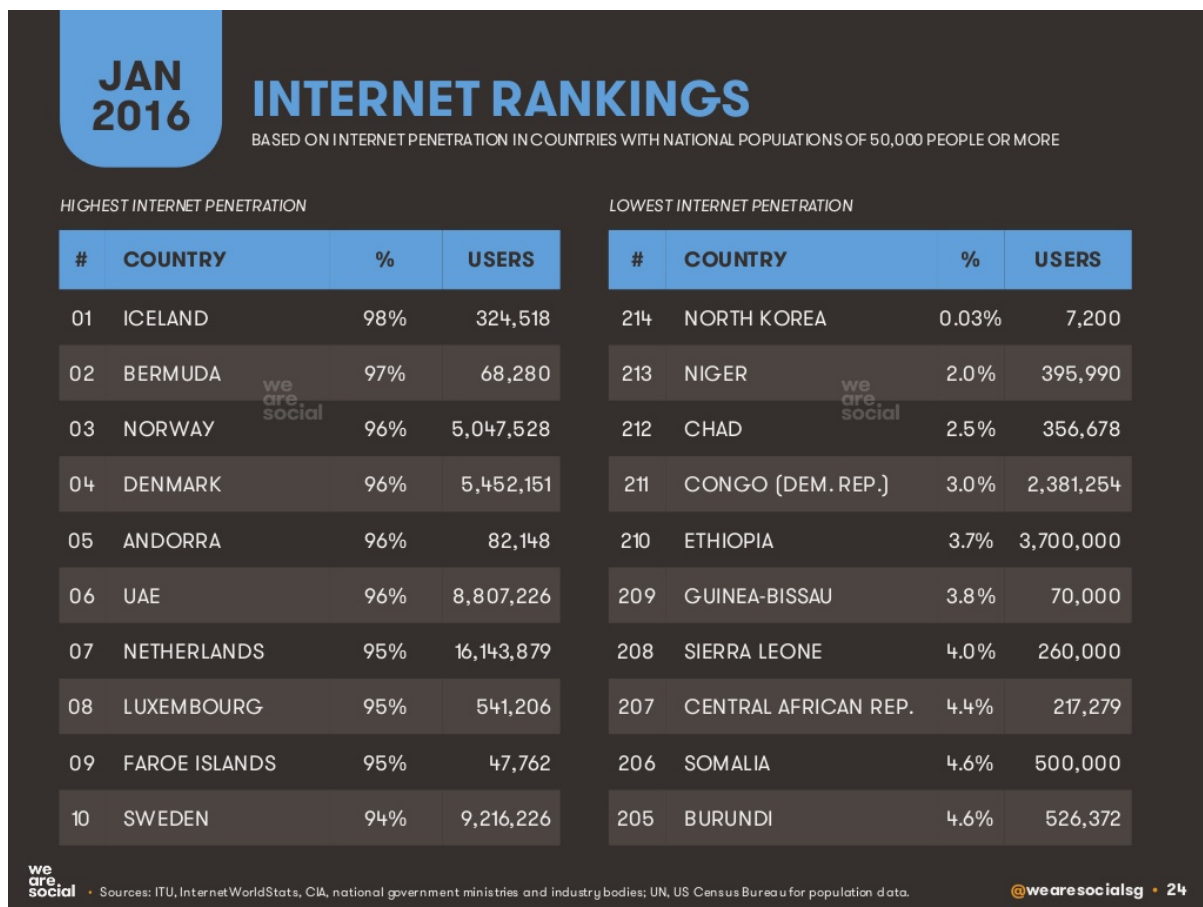 JAN
2016
INTERNET RANKINGS
BASED ON INTERNET PENETRATION IN COUNTRIES WITH NATIONAL POPULATIONS OF 50,000 PEOPLE OR MORE
HIGHEST INTERNET PENETRATION
# COUNTRY % USERS
01 ICELAND 98% 324,518
02 BERMUDA 97% 68,280
03 NORWAY 96% 5,047,528
04 DENMARK 96% 5,452,151
05 ANDORRA 96% 82,148
06 UAE 96% 8,807,226
07 NETHERLANDS 95% 16,143,879
08 LUXEMBOURG 95% 541,206
09 FAROE ISLANDS 95% 47,762
10 SWEDEN 94% 9,216,226
we
are.
social
LOWEST INTERNET PENETRATION
# COUNTRY % USERS
214 NORTH KOREA 0.03% 7,200
213 NIGER 2.0% 395,990
212 CHAD 2.5% 356,678
211 CONGO (DEM. REP.) 3.0% 2,381,254
210 ETHIOPIA 3.7% 3,700,000
209 GUINEA-BISSAU 3.8% 70,000
208 SIERRA LEONE 4.0% 260,000
207 CENTRAL AFRICAN REP. 4.4% 217,279
206 SOMALIA 4.6% 500,000
205 BURUNDI 4.6% 526,372
we
are.
social
we
are.
social
• Sources: ITU, InternetWorldStats, CIA, national government ministries and industry bodies; UN, US Census Bureau for population data.
@wearesocialsg • 24